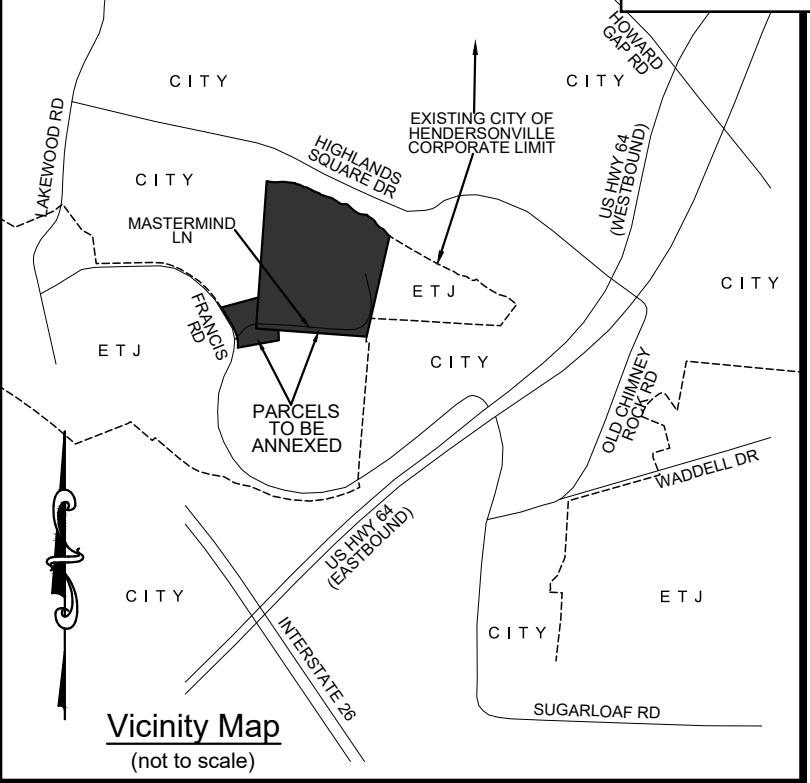 HOWARD
GAP RD
CITY
CITY
LAKEWOOD RD
EXISTING CITY OF
HENDERSONVILLE
CORPORATE LIMIT
HIGHLANDS
SQUARE DR
US HWY 64
(WESTBOUND)
CITY
MASTERMIND
LN
CITY
ETJ
FRANCIS
RD
ETJ
CITY
OLD CHIMNEY
ROCK RD
PARCELS
TO BE
ANNEXED
WADDELL DR
US HWY 64
(EASTBOUND)
CITY
ETJ
CITY
INTERSTATE 26
SUGARLOAF RD
Vicinity Map
(not to scale)